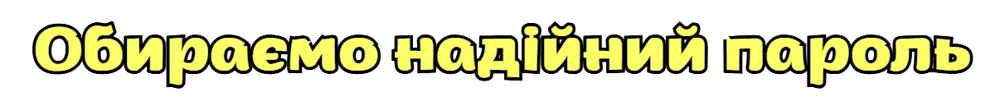 Обираємо надійний пароль